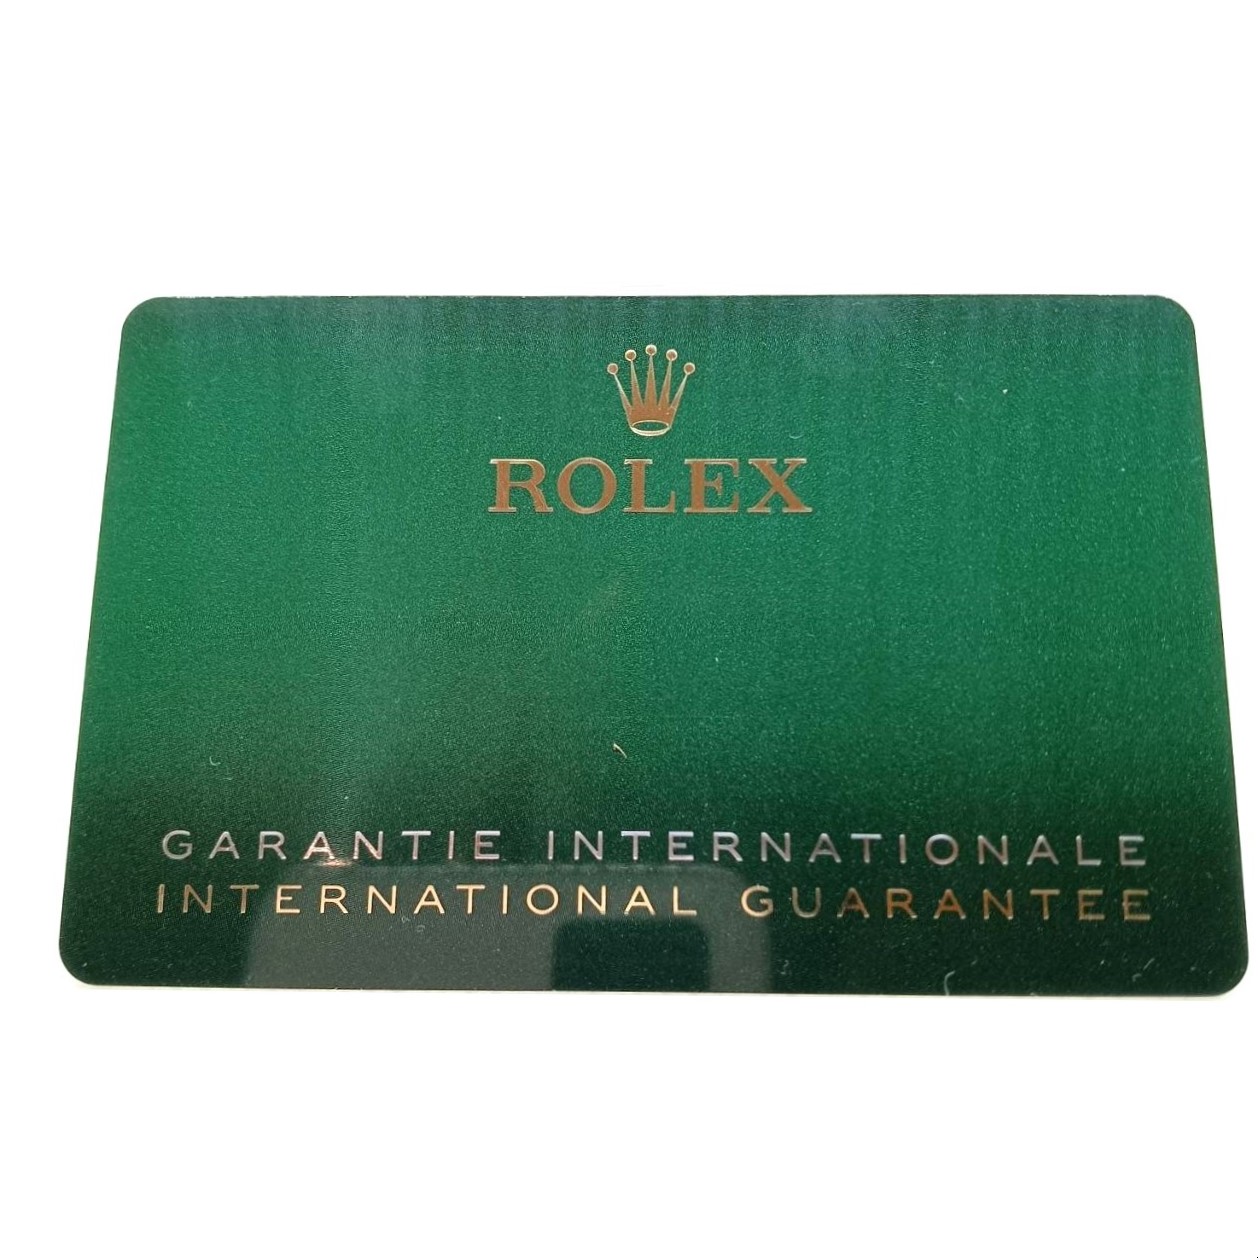 ROLEX
GARANTIE INTERNATIONALE
INTERNATIONAL GUARANTEE